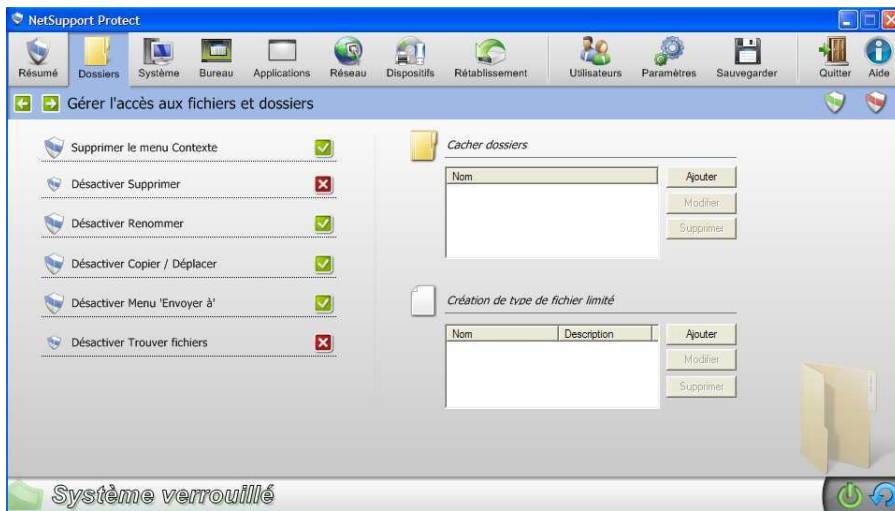 NetSupport Protect
Résumé Dossiers Système Bureau Applications Réseau Dispositifs Rétablissement Utilisateurs Paramètres Sauvegarder Quitter Aide
Gérer l'accès aux fichiers et dossiers
Supprimer le menu Contexte
Désactiver Supprimer
Désactiver Renommer
Désactiver Copier / Déplacer
Désactiver Menu 'Envoyer à'
Désactiver Trouver fichiers
Cacher dossiers
Nom
Ajouter
Modifier
Supprimer
Création de type de fichier limité
Nom Description
Ajouter
Modifier
Supprimer
Système verrouillé